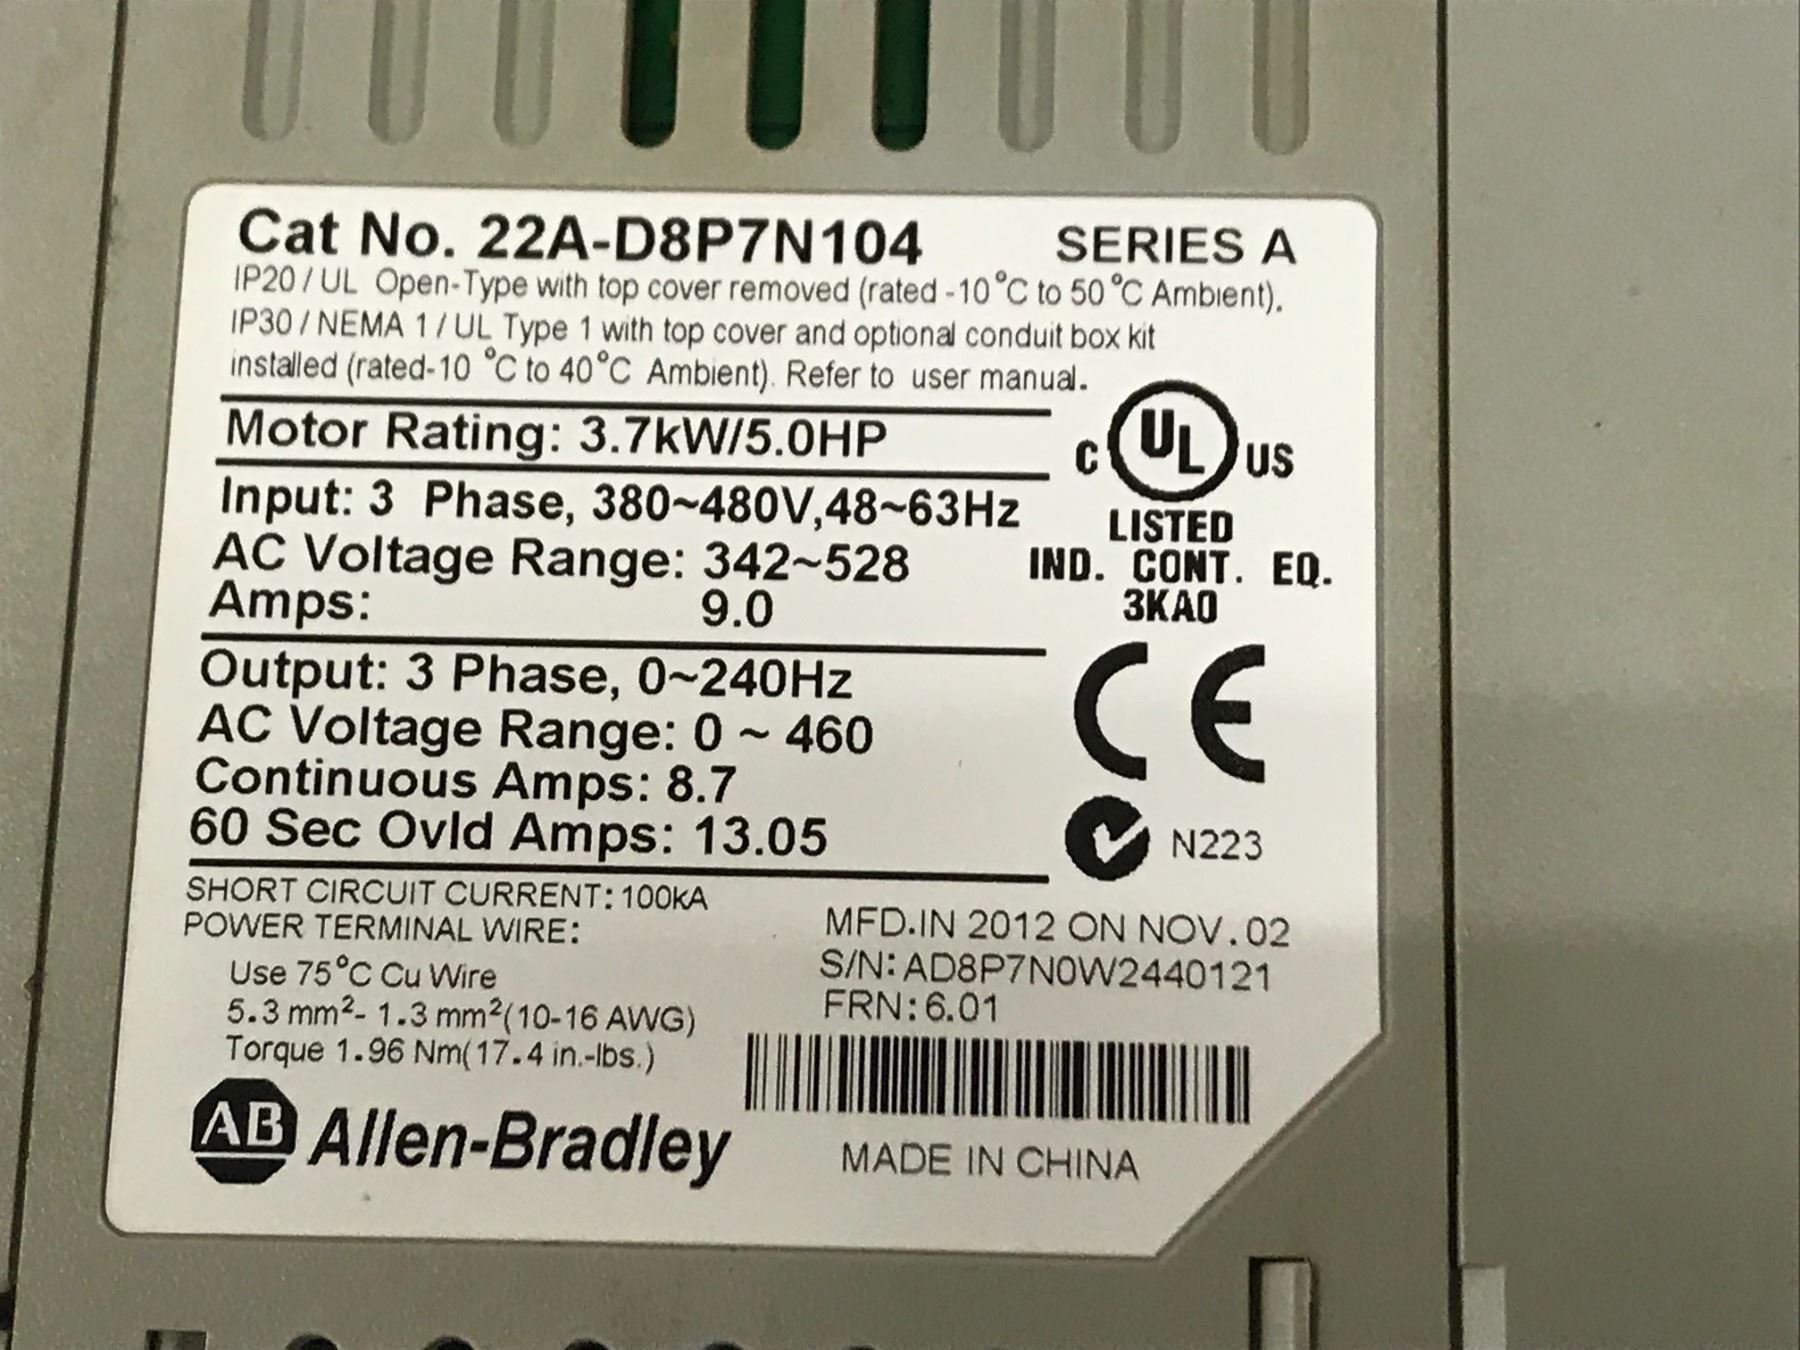 Cat No. 22A-D8P7N104 SERIES A
IP20 / UL Open-Type with top cover removed (rated -10°C to 50°C Ambient).
IP30 / NEMA 1 / UL Type 1 with top cover and optional conduit box kit
installed (rated-10 °C to 40°C Ambient). Refer to user manual.
Motor Rating: 3.7kW/5.0HP
Input: 3 Phase, 380~480V,48~63Hz
AC Voltage Range: 342~528
Amps: 9.0
C UL US
LISTED
IND. CONT. EQ.
3KA0
Output: 3 Phase, 0~240Hz
AC Voltage Range: 0 ~ 460
Continuous Amps: 8.7
60 Sec Ovld Amps: 13.05
CE
N223
SHORT CIRCUIT CURRENT: 100kA
POWER TERMINAL WIRE:
Use 75°C Cu Wire
5.3 mm²- 1.3 mm²(10-16 AWG)
Torque 1.96 Nm(17.4 in.-lbs.)
MFD.IN 2012 ON NOV.02
S/N: AD8P7N0W2440121
FRN: 6.01
AB Allen-Bradley
MADE IN CHINA